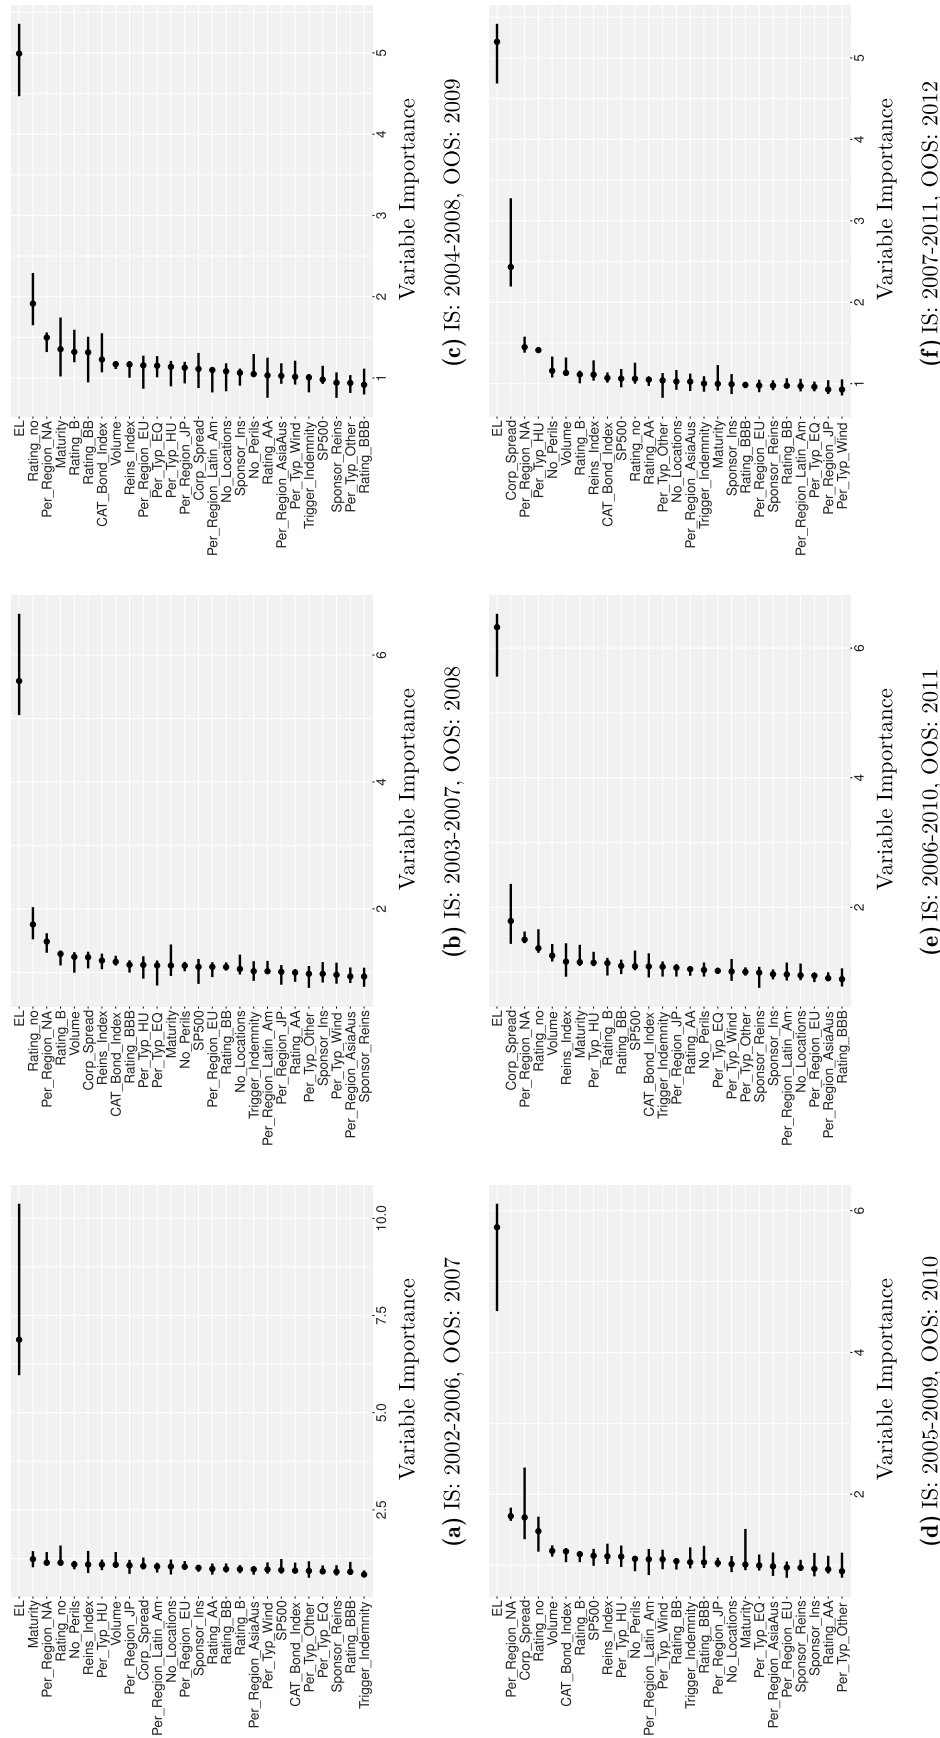 EL
Maturity
Per_Region_NA
Rating_no
No_Perils
Reins_Index
Per_Typ_HU
Volume
Per_Region_JP
Corp_Spread
Per_Region_Latin_Am
No_Locations
Per_Region_EU
Sponsor_Ins
Rating_AA
Rating_BB
Rating_B
Per_Region_AsiaAus
Per_Typ_Wind
SP500
CAT_Bond_Index
Per_Typ_Other
Per_Typ_EQ
Sponsor_Reins
Rating_BBB
Trigger_Indemnity
2.5 5.0 7.5 10.0
Variable Importance
(a) IS: 2002-2006, OOS: 2007
EL
Rating_no
Per_Region_NA
Rating_B
Volume
Corp_Spread
Reins_Index
CAT_Bond_Index
Rating_BBB
Per_Typ_HU
Per_Typ_EQ
Maturity
No_Perils
SP500
Per_Region_EU
Rating_BB
No_Locations
Trigger_Indemnity
Per_Region_Latin_Am
Per_Region_JP
Rating_AA
Per_Typ_Other
Sponsor_Ins
Per_Typ_Wind
Per_Region_AsiaAus
Sponsor_Reins
2 4 6
Variable Importance
(b) IS: 2003-2007, OOS: 2008
EL
Rating_no
Per_Region_NA
Maturity
Rating_B
Rating_BB
CAT_Bond_Index
Volume
Reins_Index
Per_Region_EU
Per_Typ_EQ
Per_Typ_HU
Per_Region_JP
Corp_Spread
Per_Region_Latin_Am
No_Locations
Sponsor_Ins
No_Perils
Rating_AA
Per_Region_AsiaAus
Per_Typ_Wind
Trigger_Indemnity
SP500
Sponsor_Reins
Per_Typ_Other
Rating_BBB
1 2 3 4 5
Variable Importance
(c) IS: 2004-2008, OOS: 2009
EL
Per_Region_NA
Corp_Spread
Rating_no
Volume
CAT_Bond_Index
Rating_B
SP500
Reins_Index
Per_Typ_HU
No_Perils
Per_Region_Latin_Am
Per_Typ_Wind
Rating_BB
Trigger_Indemnity
Rating_BBB
Per_Region_JP
No_Locations
Maturity
Per_Typ_EQ
Per_Region_AsiaAus
Per_Region_EU
Sponsor_Reins
Sponsor_Ins
Rating_AA
Per_Typ_Other
2 4 6
Variable Importance
(d) IS: 2005-2009, OOS: 2010
EL
Corp_Spread
Per_Region_NA
Rating_no
Volume
Reins_Index
Maturity
Per_Typ_HU
Rating_B
Rating_BB
SP500
CAT_Bond_Index
Trigger_Indemnity
Per_Region_JP
Rating_AA
No_Perils
Per_Typ_EQ
Per_Typ_Wind
Per_Typ_Other
Sponsor_Reins
Sponsor_Ins
Per_Region_Latin_Am
No_Locations
Per_Region_EU
Per_Region_AsiaAus
Rating_BBB
2 4 6
Variable Importance
(e) IS: 2006-2010, OOS: 2011
EL
Corp_Spread
Per_Region_NA
Per_Typ_HU
No_Perils
Volume
Rating_B
Reins_Index
CAT_Bond_Index
SP500
Rating_no
Rating_AA
Per_Typ_Other
No_Locations
Per_Region_AsiaAus
Trigger_Indemnity
Maturity
Sponsor_Ins
Rating_BBB
Per_Region_EU
Sponsor_Reins
Rating_BB
Per_Region_Latin_Am
Per_Typ_EQ
Per_Region_JP
Per_Typ_Wind
1 2 3 4 5
Variable Importance
(f) IS: 2007-2011, OOS: 2012